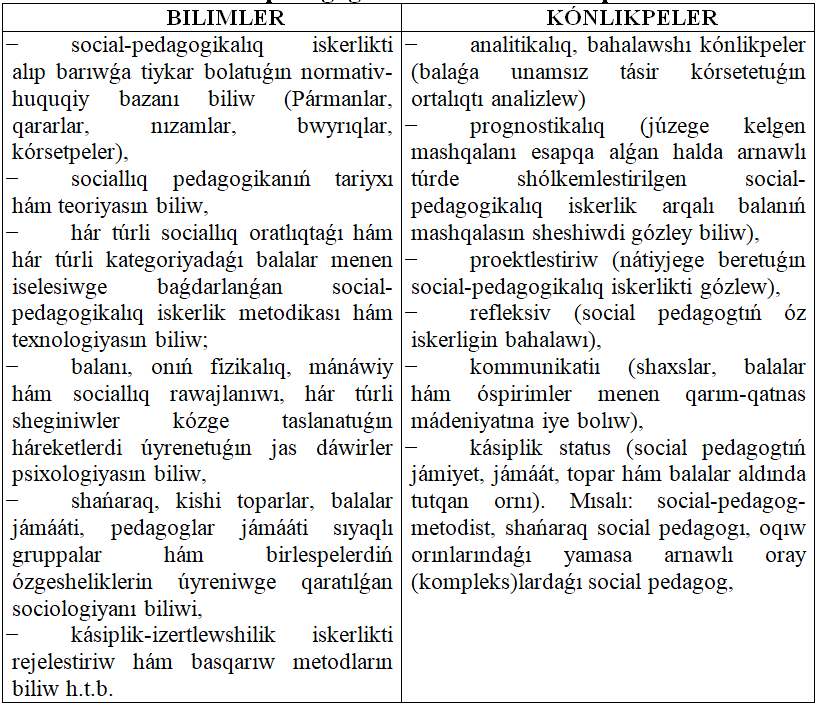 BILIMLER
− social-pedagogikalıq iskerlikti
alıp barıwǵa tiykar bolatuǵın normativ-
huquqiy bazanı biliw (Pármanlar,
qararlar, nızamlar, bwyrıqlar,
kórsetpeler),
− sociallıq pedagogikanıń tariyxı
hám teoriyasın biliw,
− hár túrli sociallıq oratlıqtaǵı hám
hár túrli kategoriyadaǵı balalar menen
iselesiwge baǵdarlanǵan social-
pedagogikalıq iskerlik metodikası hám
texnologiyasın biliw;
− balanı, onıń fizikalıq, mánáwiy
hám sociallıq rawajlanıwı, hár túrli
sheginiwler kózge taslanatuǵın
háreketlerdi úyrenetuǵın jas dáwirler
psixologiyasın biliw,
− shańaraq, kishi toparlar, balalar
jámááti, pedagoglar jámááti sıyaqlı
gruppalar hám birlespelerdiń
ózgesheliklerin úyreniwge qaratılǵan
sociologiyanı biliwi,
− kásiplik-izertlewshilik iskerlikti
rejelestiriw hám basqarıw metodların
biliw h.t.b.
KÓNLIKPELER
− analitikalıq, bahalawshı kónlikpeler
(balaǵa unamsız tásir kórsetetuǵın
ortalıqtı analizlew)
− prognostikalıq (júzege kelgen
mashqalanı esapqa alǵan halda arnawlı
túrde shólkemlestirilgen social-
pedagogikalıq iskerlik arqalı balanıń
mashqalasın sheshiwdi gózley biliw),
− proektlestiriw (nátiyjege beretuǵın
social-pedagogikalıq iskerlikti gózlew),
− refleksiv (social pedagogtıń óz
iskerligin bahalawı),
− kommunikatiı (shaxslar, balalar
hám óspirimler menen qarım-qatnas
mádeniyatına iye bolıw),
− kásiplik status (social pedagogtıń
jámiyet, jámáát, topar hám balalar aldında
tutqan ornı). Mısalı: social-pedagog-
metodist, shańaraq social pedagogı, oqıw
orınlarındaǵı yamasa arnawlı oray
(kompleks)lardaǵı social pedagog,